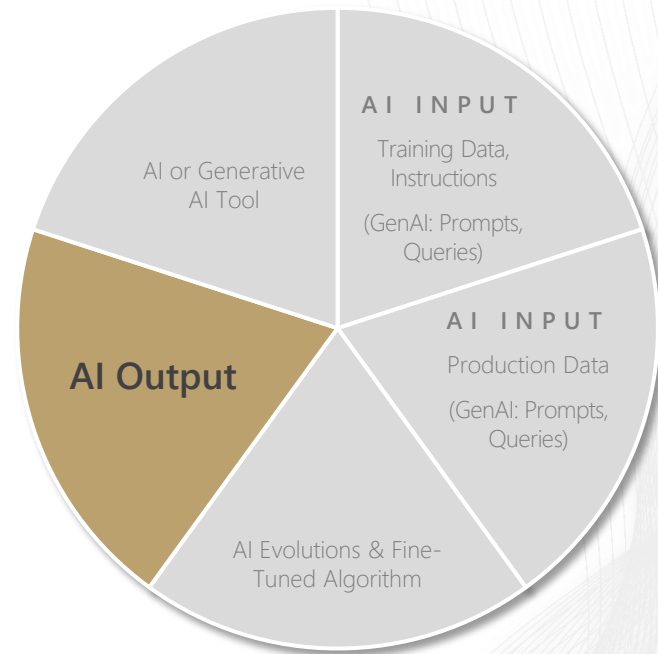 AI INPUT
Training Data,
Instructions
(GenAI: Prompts,
Queries)
AI INPUT
Production Data
(GenAI: Prompts,
Queries)
AI Evolutions & Fine-
Tuned Algorithm
AI Output
AI or Generative
AI Tool